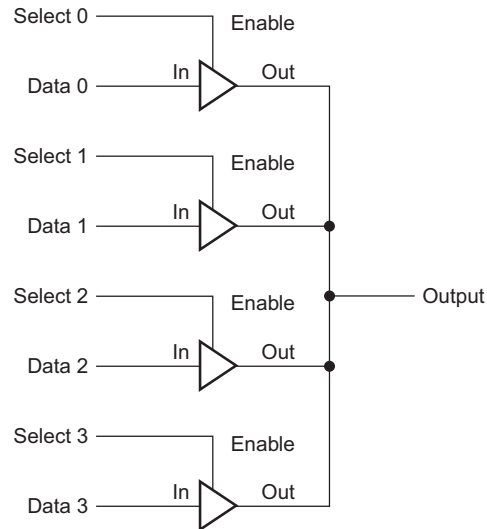 Select 0
Enable
Data 0 In Out
Select 1
Enable
Data 1 In Out
Select 2
Enable
Output
Data 2 In Out
Select 3
Enable
Data 3 In Out